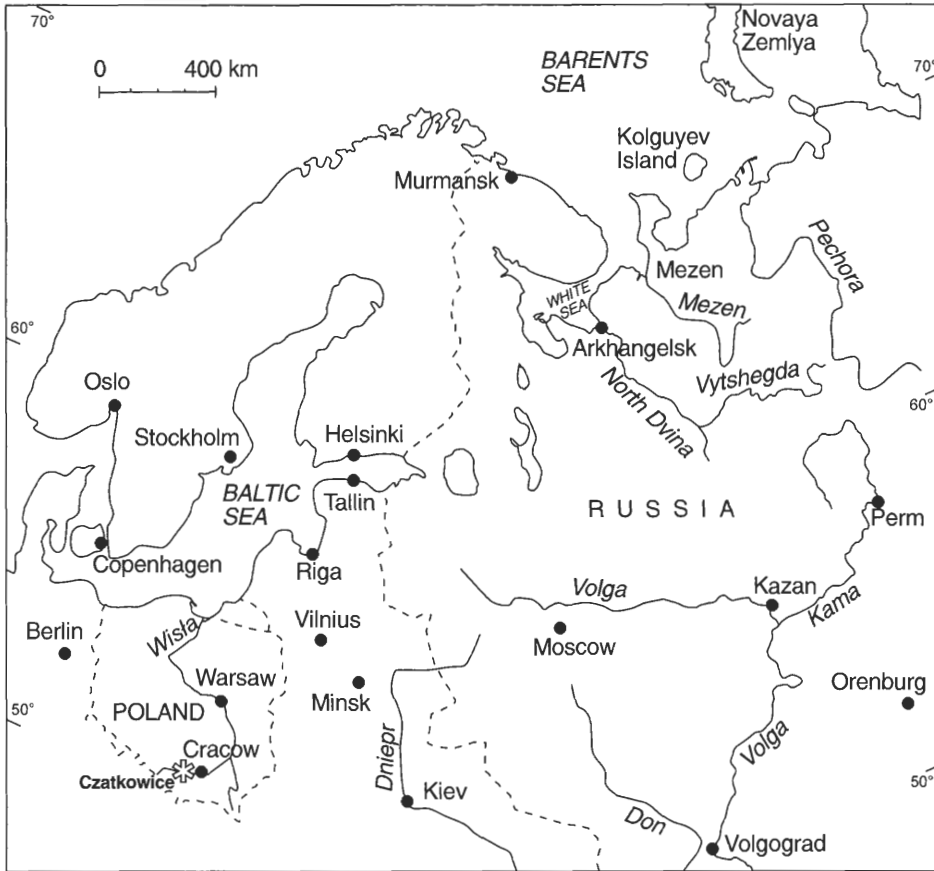 70°
Novaya
Zemlya
0 400 km
BARENTS
SEA
70°
Kolguyev
Island
Murmansk
Pechora
Mezen
WHITE
SEA
Mezen
60°
Arkhangelsk
Vytshegda
Oslo
North Dvina
60°
Stockholm
Helsinki
BALTIC
SEA
Tallin
RUSSIA
Perm
Copenhagen
Riga
Volga
Kazan
Kama
Berlin
Wisła
Vilnius
Moscow
Warsaw
Minsk
Orenburg
50°
POLAND
Volga
Cracow
Dniepr
50°
Czatkowice
Kiev
Don
Volgograd